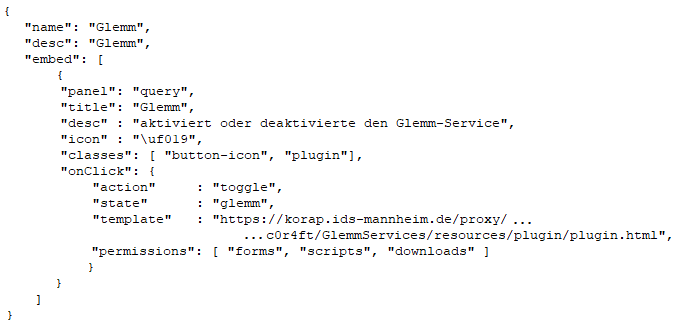 {
"name": "Glemm",
"desc": "Glemm",
"embed": [
{
"panel": "query",
"title": "Glemm",
"desc" : "aktiviert oder deaktivierte den Glemm-Service",
"icon" : "\uf019",
"classes": [ "button-icon", "plugin"],
"onClick": {
"action" : "toggle",
"state" : "glemm",
"template" : "https://korap.ids-mannheim.de/proxy/ ...
...c0r4ft/GlemmServices/resources/plugin/plugin.html",
"permissions": [ "forms", "scripts", "downloads" ]
}
}
]
}